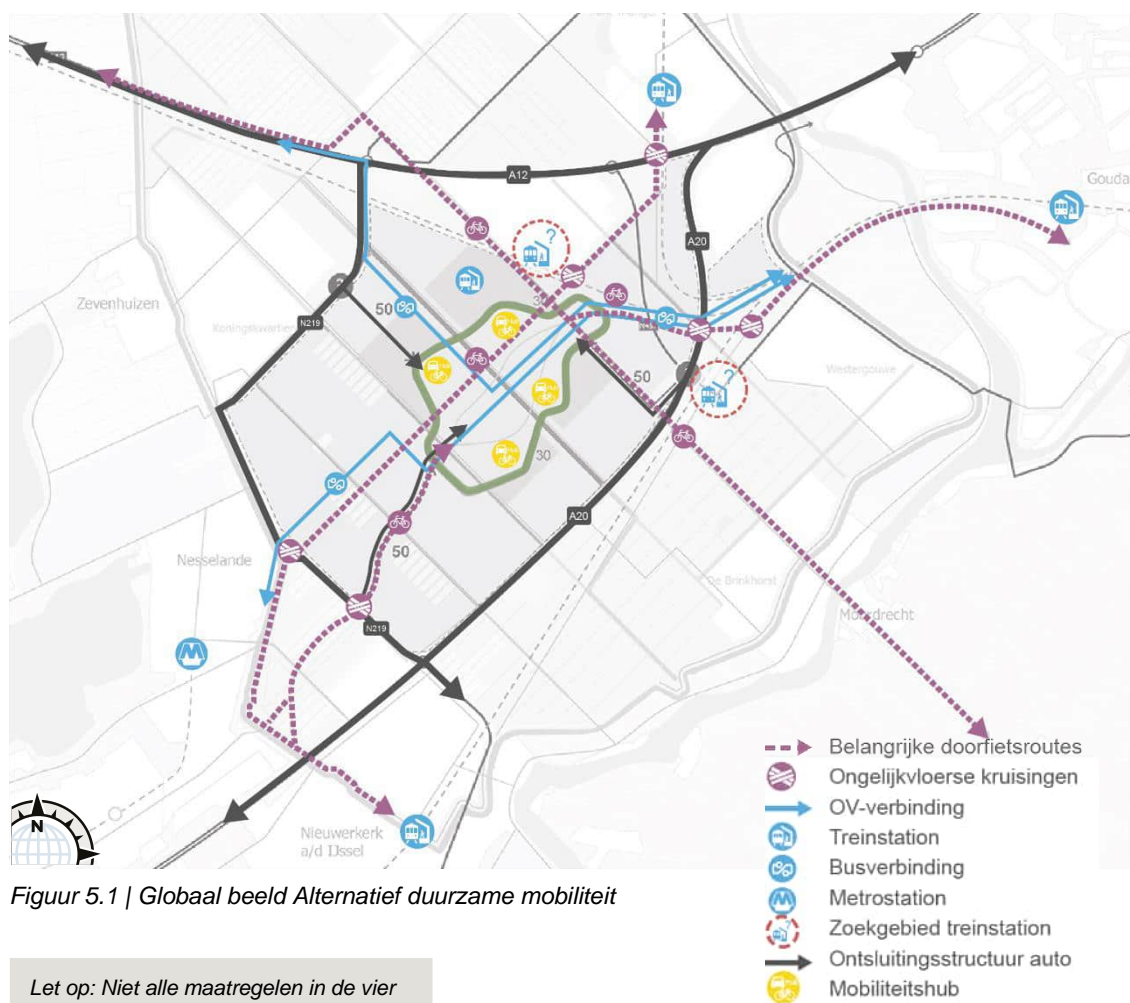 A12
Gouda
A20
Zevenhuizen
50
Koningskwartier
N219
?
3
?
50
Westergouwe
30
A20
50
De Brinkhorst
Nesselande
Moordrecht
N219
Nieuwerkerk
a/d IJssel
N
Belangrijke doorfietsroutes
Ongelijkvloerse kruisingen
OV-verbinding
Treinstation
Busverbinding
Metrostation
Zoekgebied treinstation
Ontsluitingsstructuur auto
Mobiliteitshub
Figuur 5.1 | Globaal beeld Alternatief duurzame mobiliteit
Let op: Niet alle maatregelen in de vier